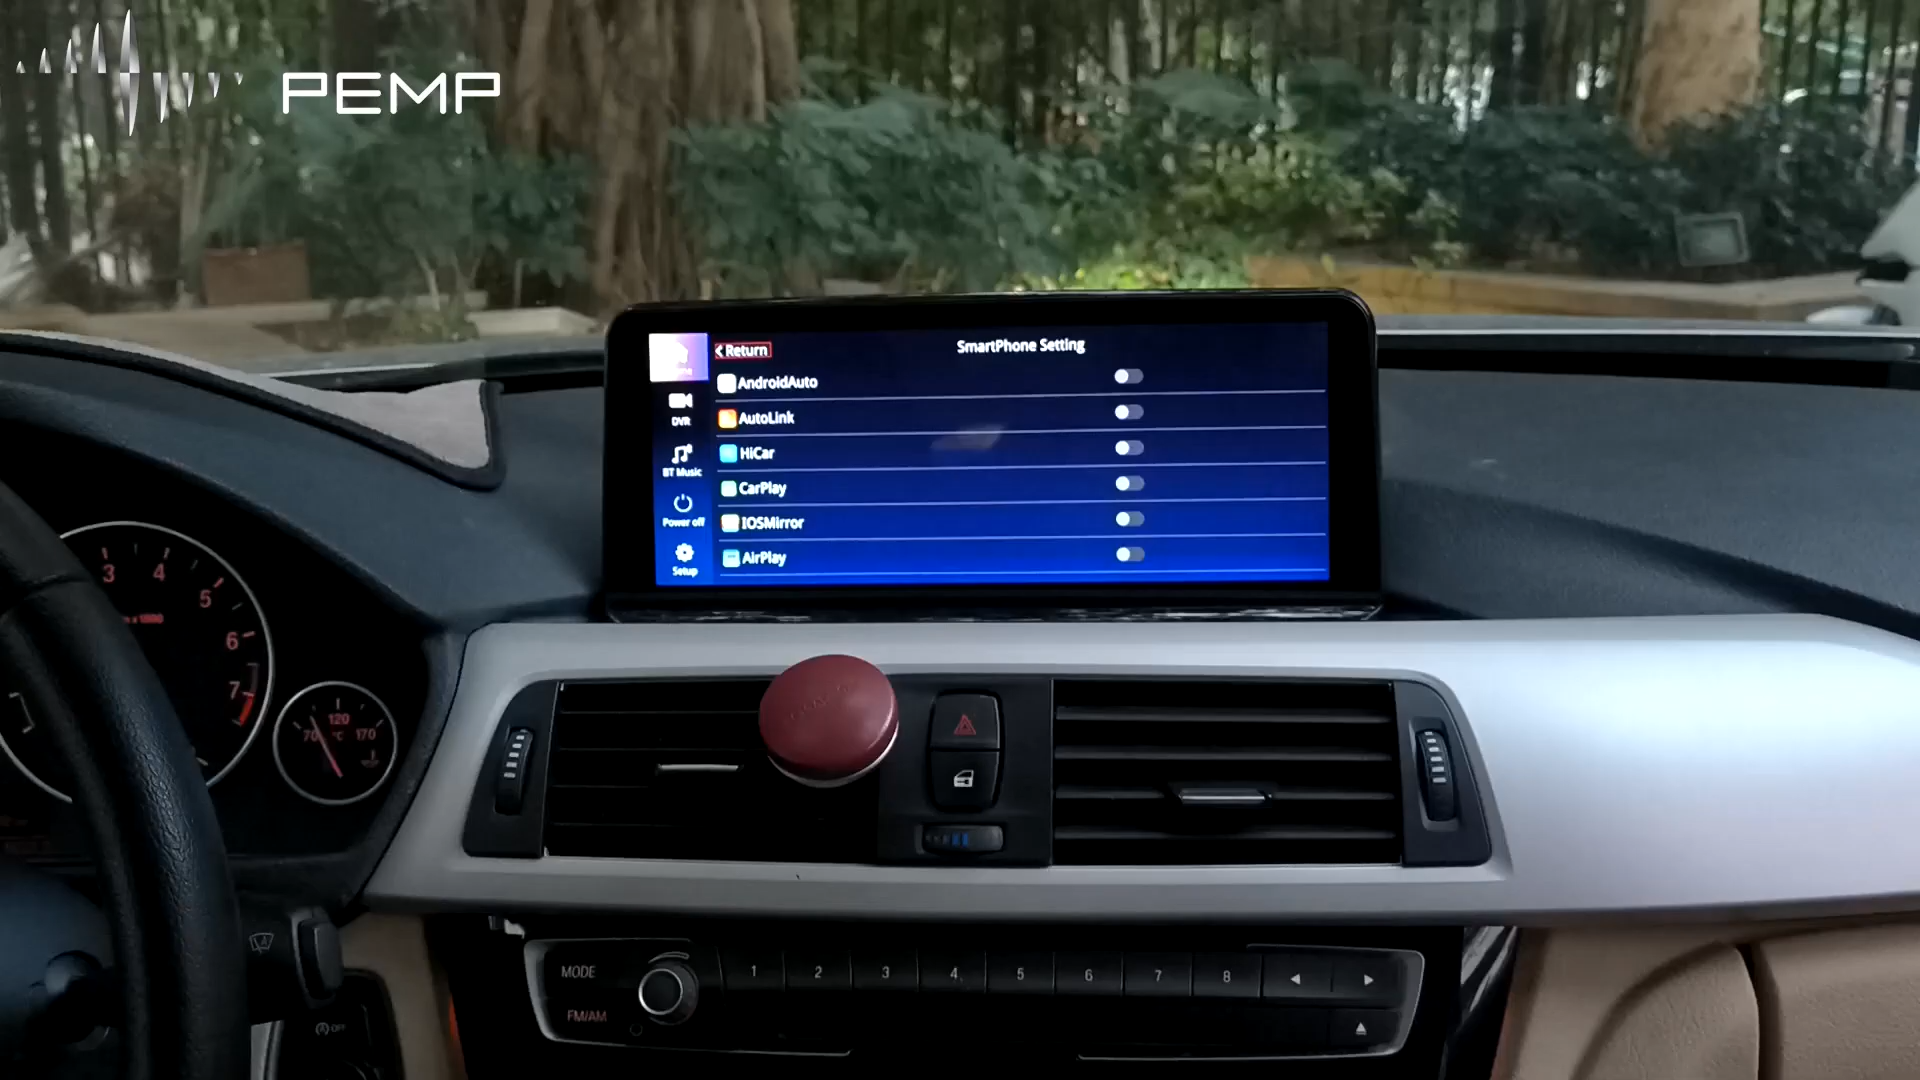 PEMP
Return
SmartPhone Setting
AndroidAuto
AutoLink
HiCar
CarPlay
IOSMirror
AirPlay
DVR
BT Music
Power off
Setup
3 4 5 6 7
70 120 170
°C
MODE
FM/AM
1 2 3 4 5 6 7 8
OFF